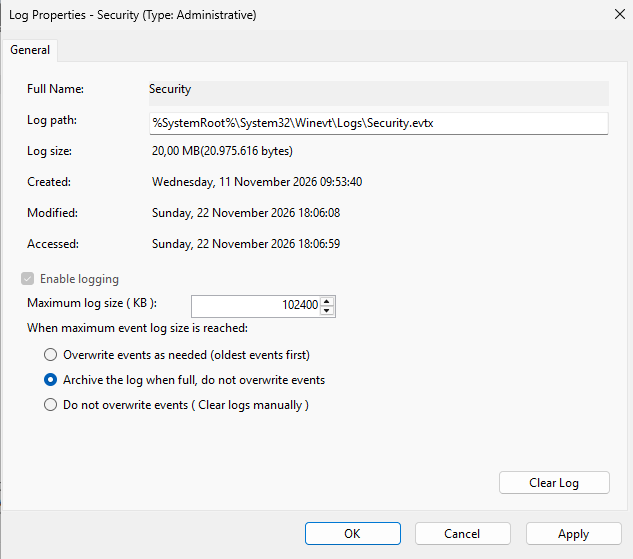 Log Properties - Security (Type: Administrative)
General
Full Name: Security
Log path: %SystemRoot%\System32\Winevt\Logs\Security.evtx
Log size: 20,00 MB(20.975.616 bytes)
Created: Wednesday, 11 November 2026 09:53:40
Modified: Sunday, 22 November 2026 18:06:08
Accessed: Sunday, 22 November 2026 18:06:59
Enable logging
Maximum log size ( KB ): 102400
When maximum event log size is reached:
Overwrite events as needed (oldest events first)
Archive the log when full, do not overwrite events
Do not overwrite events ( Clear logs manually )
Clear Log
OK Cancel Apply